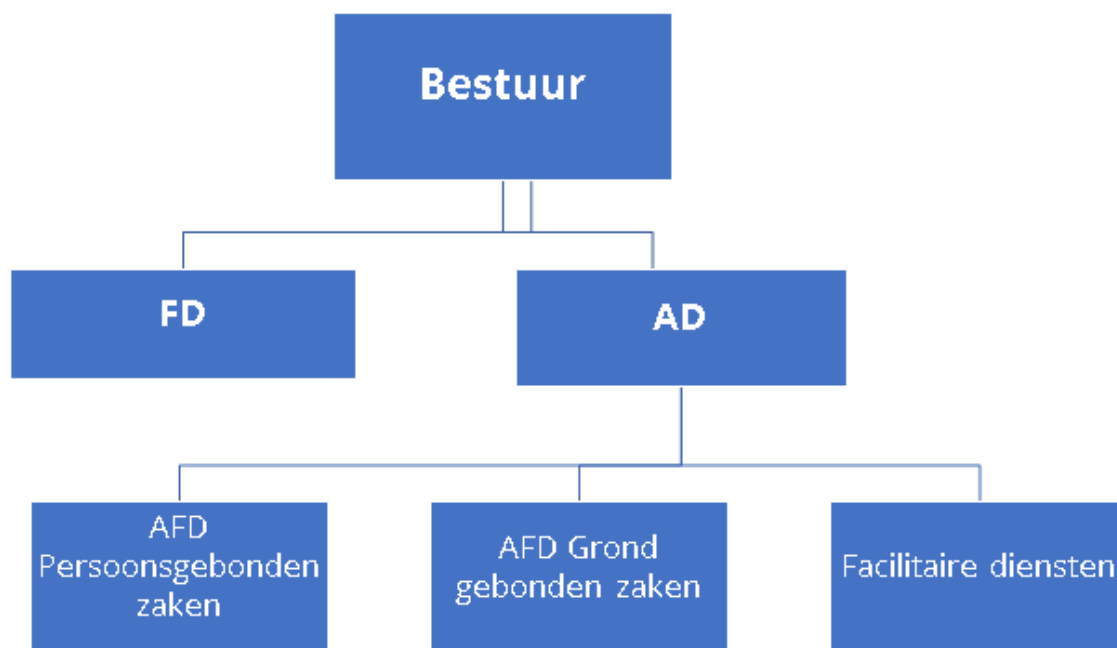 Bestuur
FD
AD
AFD
Persoonsgebonden
zaken
AFD Grond
gebonden zaken
Facilitaire diensten